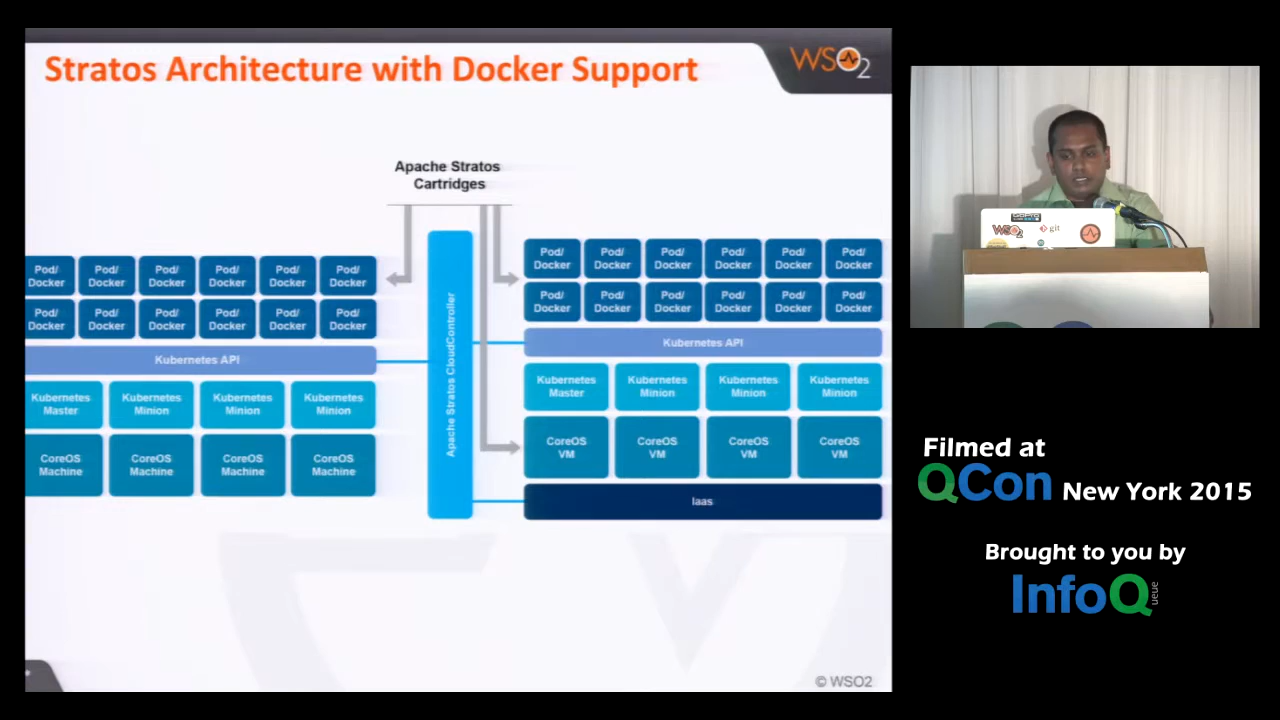 Stratos Architecture with Docker Support
WSO2
Apache Stratos
Cartridges
Pod/ Pod/ Pod/ Pod/ Pod/ Pod/
Docker Docker Docker Docker Docker Docker
Pod/ Pod/ Pod/ Pod/ Pod/ Pod/
Docker Docker Docker Docker Docker Docker
Kubernetes API
Kubernetes Kubernetes Kubernetes Kubernetes
Master Minion Minion Minion
CoreOS CoreOS CoreOS CoreOS
Machine Machine Machine Machine
Apache Stratos CloudController
Pod/ Pod/ Pod/ Pod/ Pod/ Pod/
Docker Docker Docker Docker Docker Docker
Pod/ Pod/ Pod/ Pod/ Pod/ Pod/
Docker Docker Docker Docker Docker Docker
Kubernetes API
Kubernetes Kubernetes Kubernetes Kubernetes
Master Minion Minion Minion
CoreOS CoreOS CoreOS CoreOS
VM VM VM VM
Iaas
© WSO2
GoPro
WSO2
git
Filmed at
QCon New York 2015
Brought to you by
InfoQueue